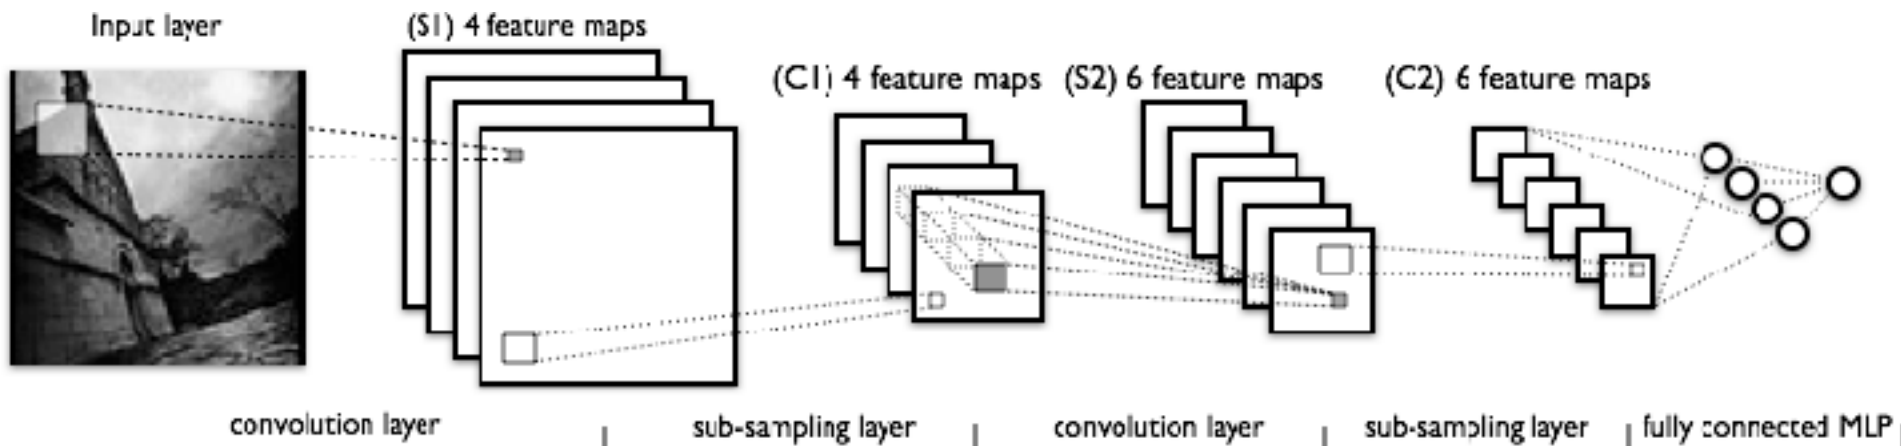 Input layer
(S1) 4 feature maps
(C1) 4 feature maps
(S2) 6 feature maps
(C2) 6 feature maps
convolution layer
sub-sampling layer
convolution layer
sub-sampling layer
fully connected MLP